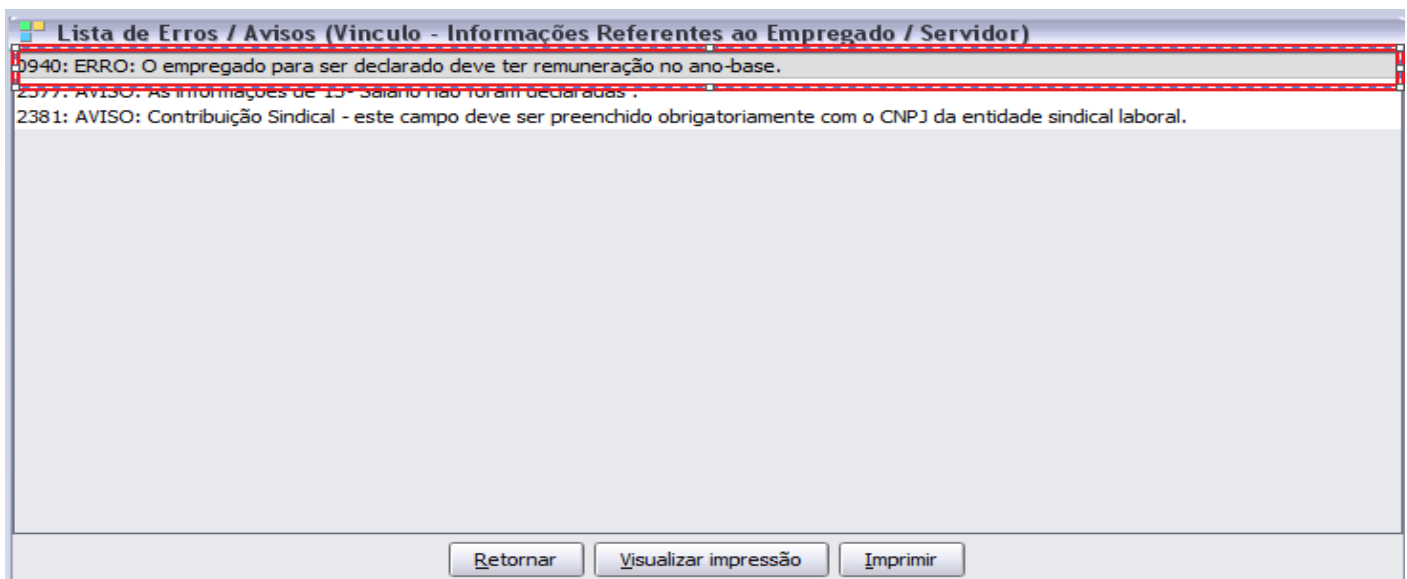 Lista de Erros / Avisos (Vinculo - Informações Referentes ao Empregado / Servidor)
0940: ERRO: O empregado para ser declarado deve ter remuneração no ano-base.
2377: AVISO: As informações de 13º Salário não foram declaradas .
2381: AVISO: Contribuição Sindical - este campo deve ser preenchido obrigatoriamente com o CNPJ da entidade sindical laboral.
Retornar
Visualizar impressão
Imprimir